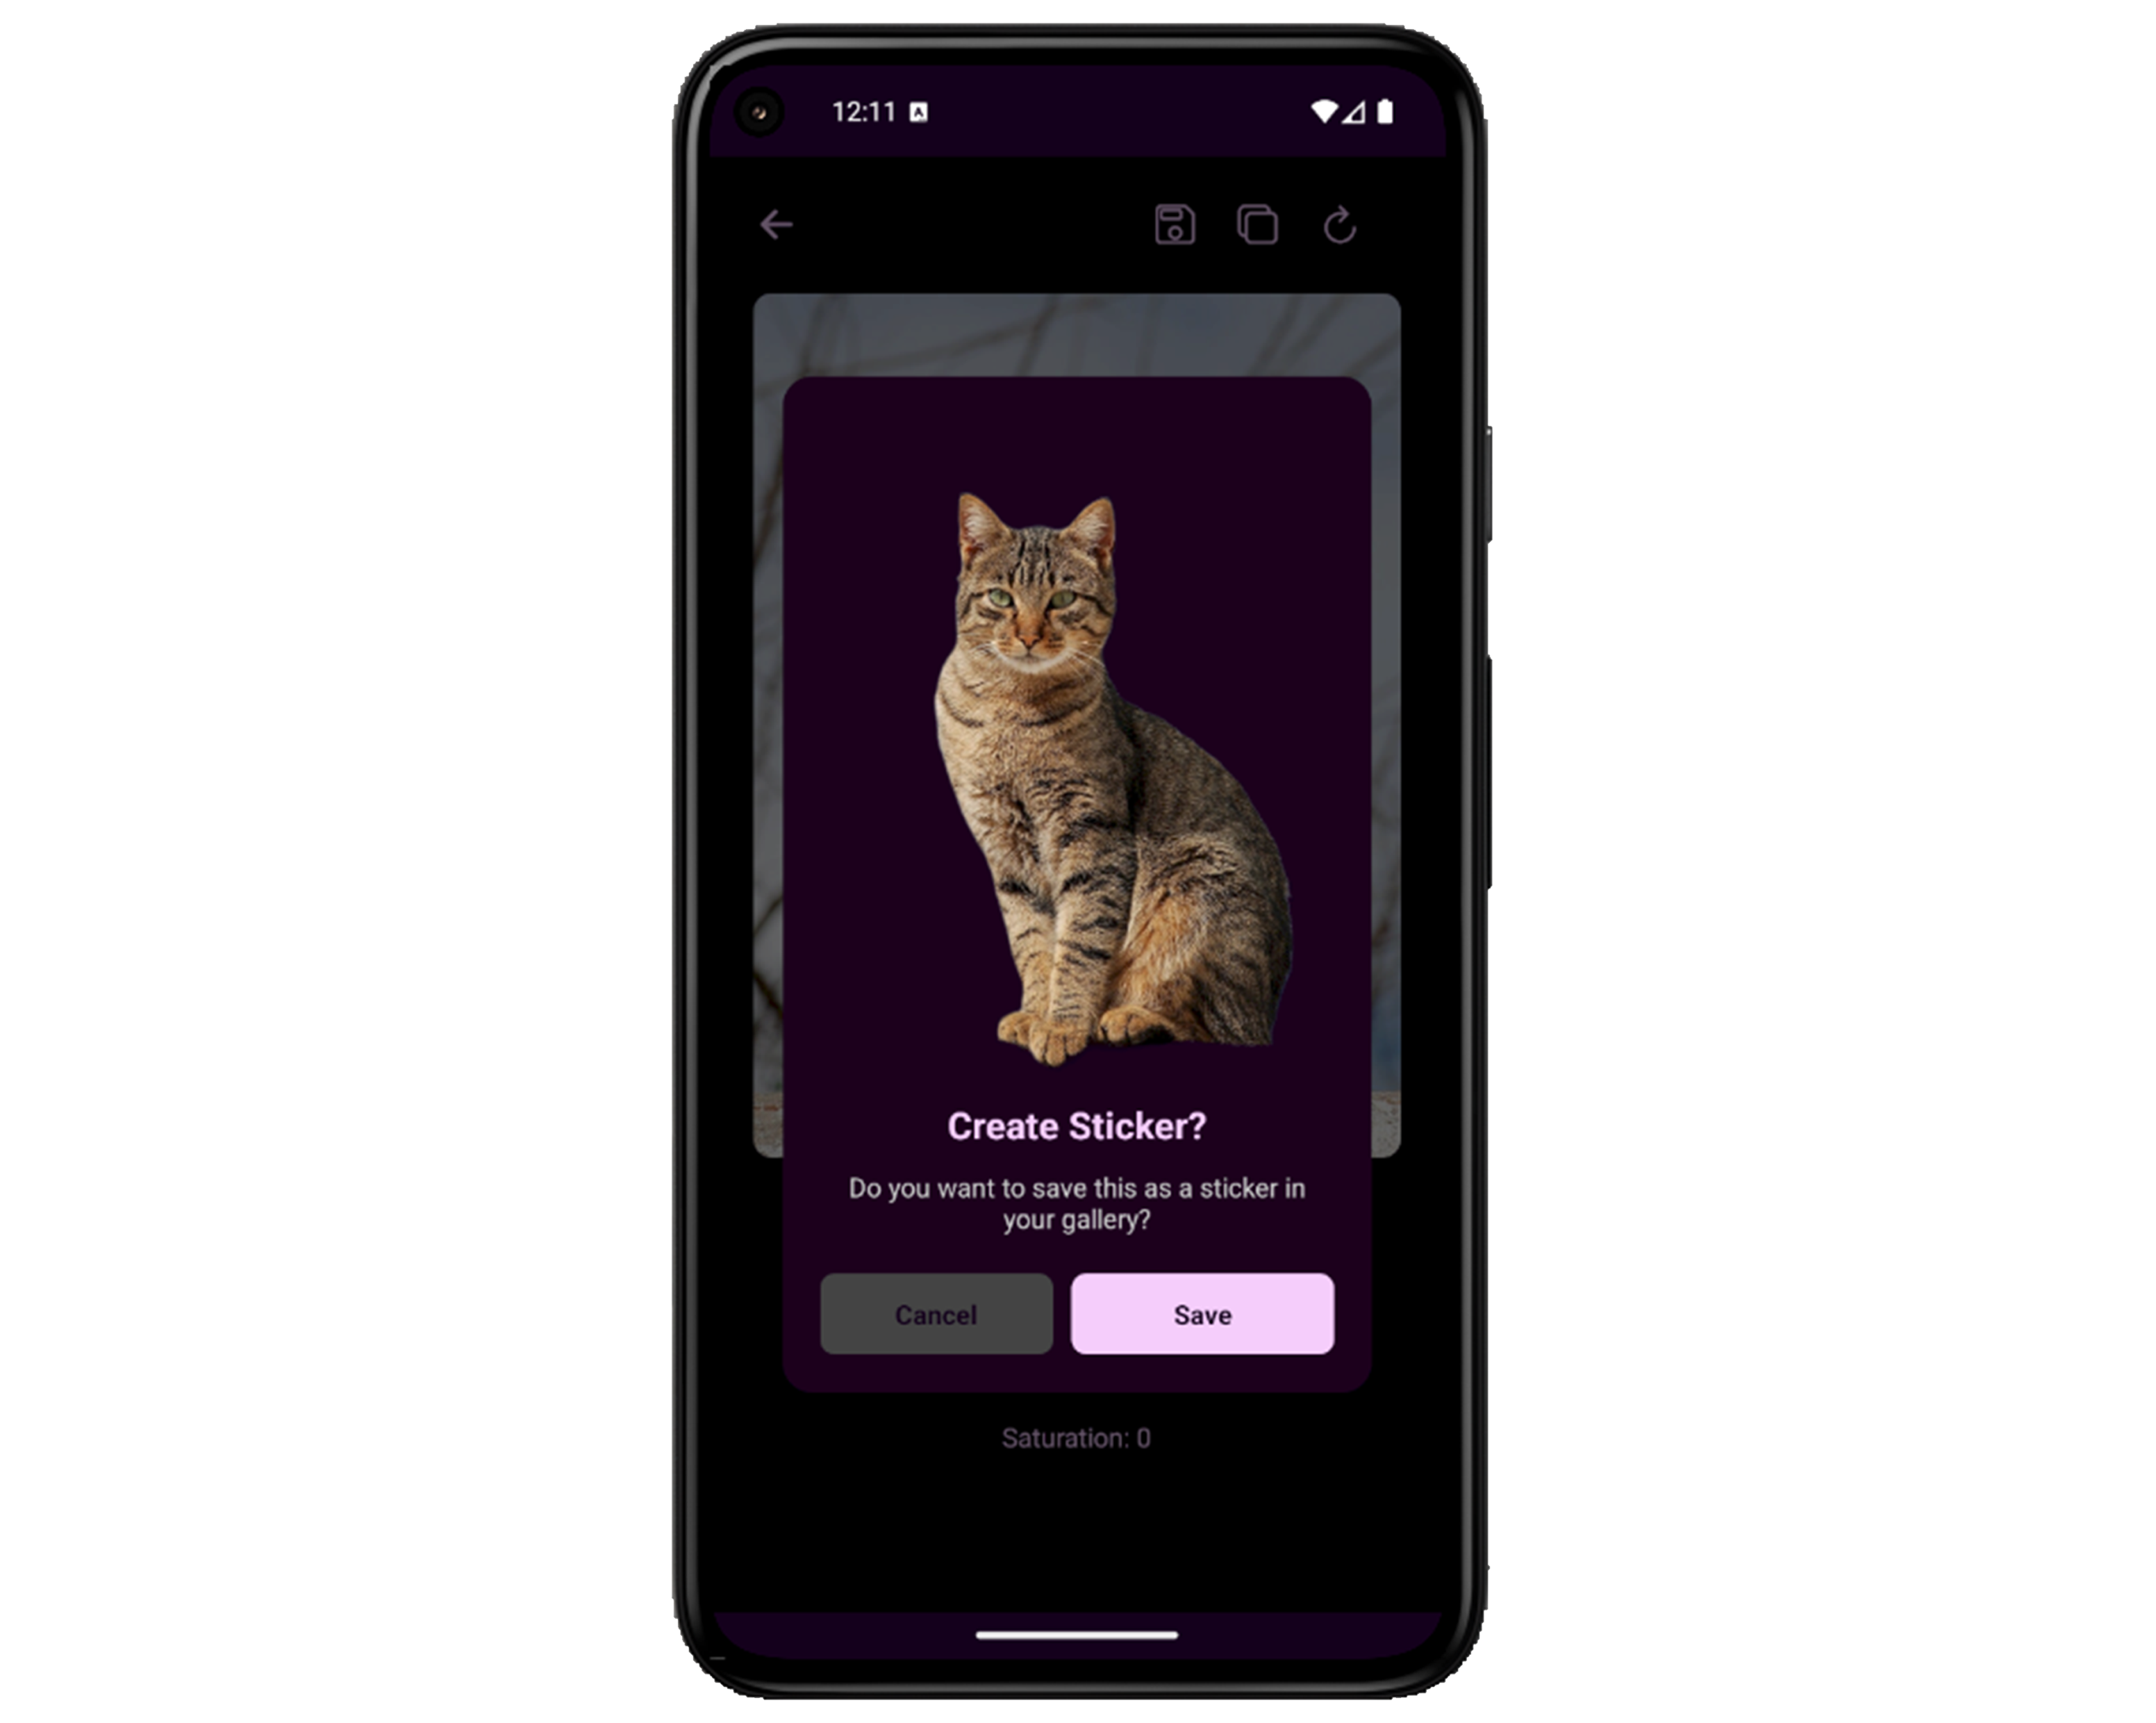 12:11 A
Create Sticker?
Do you want to save this as a sticker in
your gallery?
Cancel
Save
Saturation: 0